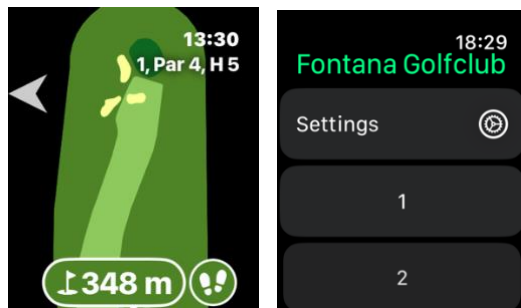 13:30
1, Par 4, H 5
348 m
18:29
Fontana Golfclub
Settings
1
2